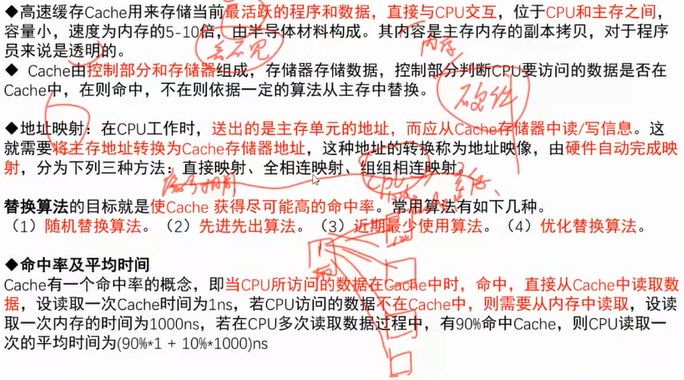 ◆高速缓存Cache用来存储当前最活跃的程序和数据，直接与CPU交互，位于CPU和主存之间，
容量小，速度为内存的5-10倍，由半导体材料构成。其内容是主存内存的副本拷贝，对于程序
员来说是透明的。
看不见
内存
◆ Cache由控制部分和存储器组成，存储器存储数据，控制部分判断CPU要访问的数据是否在
Cache中，在则命中，不在则依据一定的算法从主存中替换。
硬件
◆地址映射：在CPU工作时，送出的是主存单元的地址，而应从Cache存储器中读/写信息。这
就需要将主存地址转换为Cache存储器地址，这种地址的转换称为地址映像，由硬件自动完成映
射，分为下列三种方法：直接映射、全相连映射、组组相连映射
CPU
替换算法的目标就是使Cache 获得尽可能高的命中率。常用算法有如下几种。
（1）随机替换算法。（2）先进先出算法。（3）近期最少使用算法。（4）优化替换算法。
◆命中率及平均时间
Cache有一个命中率的概念，即当CPU所访问的数据在Cache中时，命中，直接从Cache中读取数
据，设读取一次Cache时间为1ns，若CPU访问的数据不在Cache中，则需要从内存中读取，设读
取一次内存的时间为1000ns，若在CPU多次读取数据过程中，有90%命中Cache，则CPU读取一
次的平均时间为(90%*1 + 10%*1000)ns